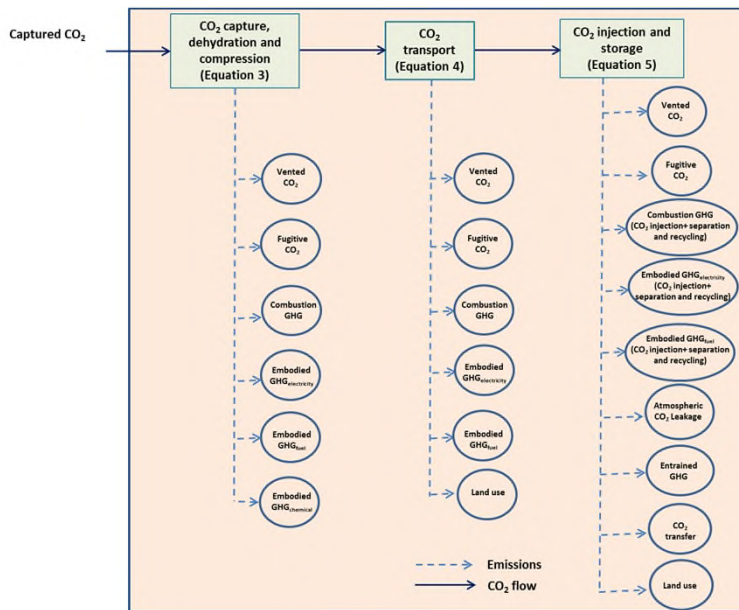 Captured CO₂
CO₂ capture,
dehydration and
compression
(Equation 3)
CO₂
transport
(Equation 4)
CO₂ injection and
storage
(Equation 5)
Vented
CO₂
Fugitive
CO₂
Combustion
GHG
Embodied
GHGelectricity
Embodied
GHGfuel
Embodied
GHGchemical
Vented
CO₂
Fugitive
CO₂
Combustion
GHG
Embodied
GHGelectricity
Embodied
GHGfuel
Land use
Vented
CO₂
Fugitive
CO₂
Combustion GHG
(CO₂ injection+ separation
and recycling)
Embodied GHGelectricity
(CO₂ injection+
separation and recycling)
Embodied GHGfuel
(CO₂ injection+ separation
and recycling)
Atmospheric
CO₂ Leakage
Entrained
GHG
CO₂
transfer
Land use
Emissions
CO₂ flow